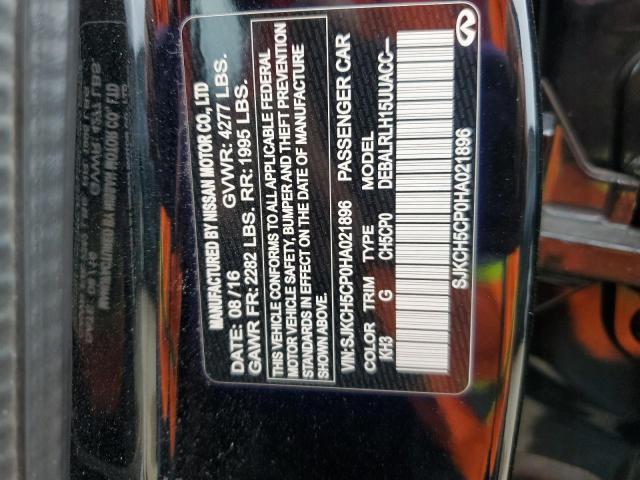 MANUFACTURED BY NISSAN MOTOR CO., LTD
DATE: 08/16 GVWR: 4277 LBS.
GAWR FR: 2282 LBS. RR: 1995 LBS.
THIS VEHICLE CONFORMS TO ALL APPLICABLE FEDERAL
MOTOR VEHICLE SAFETY, BUMPER AND THEFT PREVENTION
STANDARDS IN EFFECT ON THE DATE OF MANUFACTURE
SHOWN ABOVE.
VIN:SJKCH5CP0HA021896 PASSENGER CAR
COLOR TRIM TYPE MODEL
KH3 G CH5CP0 DEBALRLH15UUACC—
SJKCH5CP0HA021896